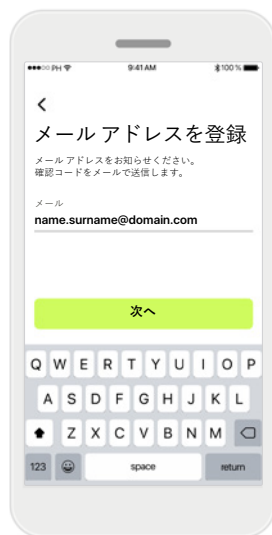 PH 9:41 AM 100 %
メール アドレスを登録
メール アドレスをお知らせください。
確認コードをメールで送信します。
メール
name.surname@domain.com
次へ
Q W E R T Y U I O P
A S D F G H J K L
Z X C V B N M
123 space return